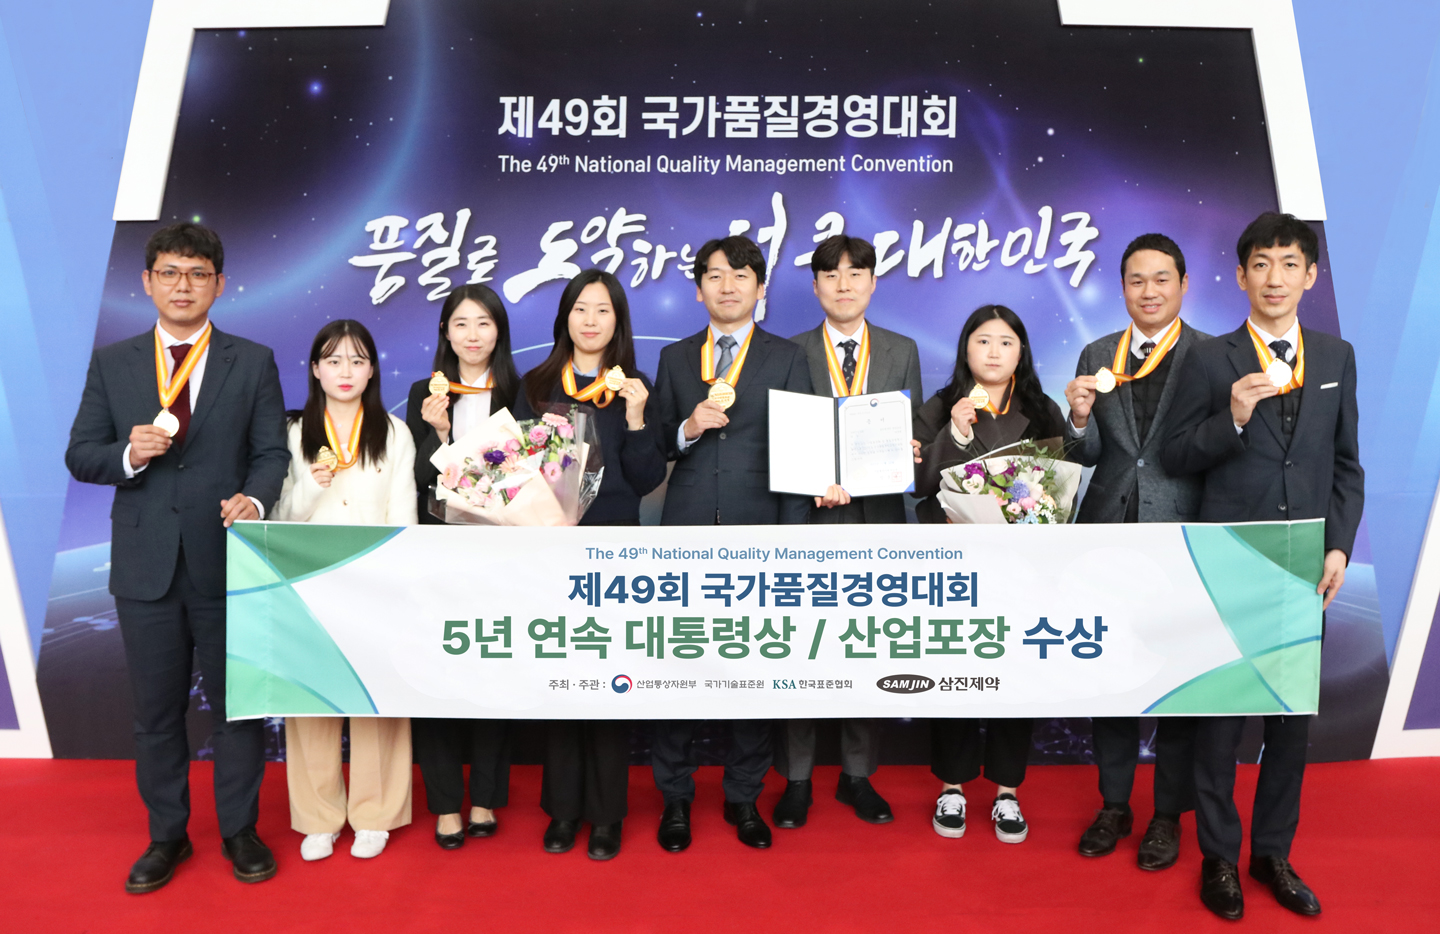 제49회 국가품질경영대회
The 49th National Quality Management Convention
품질로 도약하는 더 큰 대한민국
The 49th National Quality Management Convention
제49회 국가품질경영대회
5년 연속 대통령상 / 산업포장 수상
주최 · 주관 : 산업통상자원부 국가기술표준원 KSA 한국표준협회 SAMJIN 삼진제약